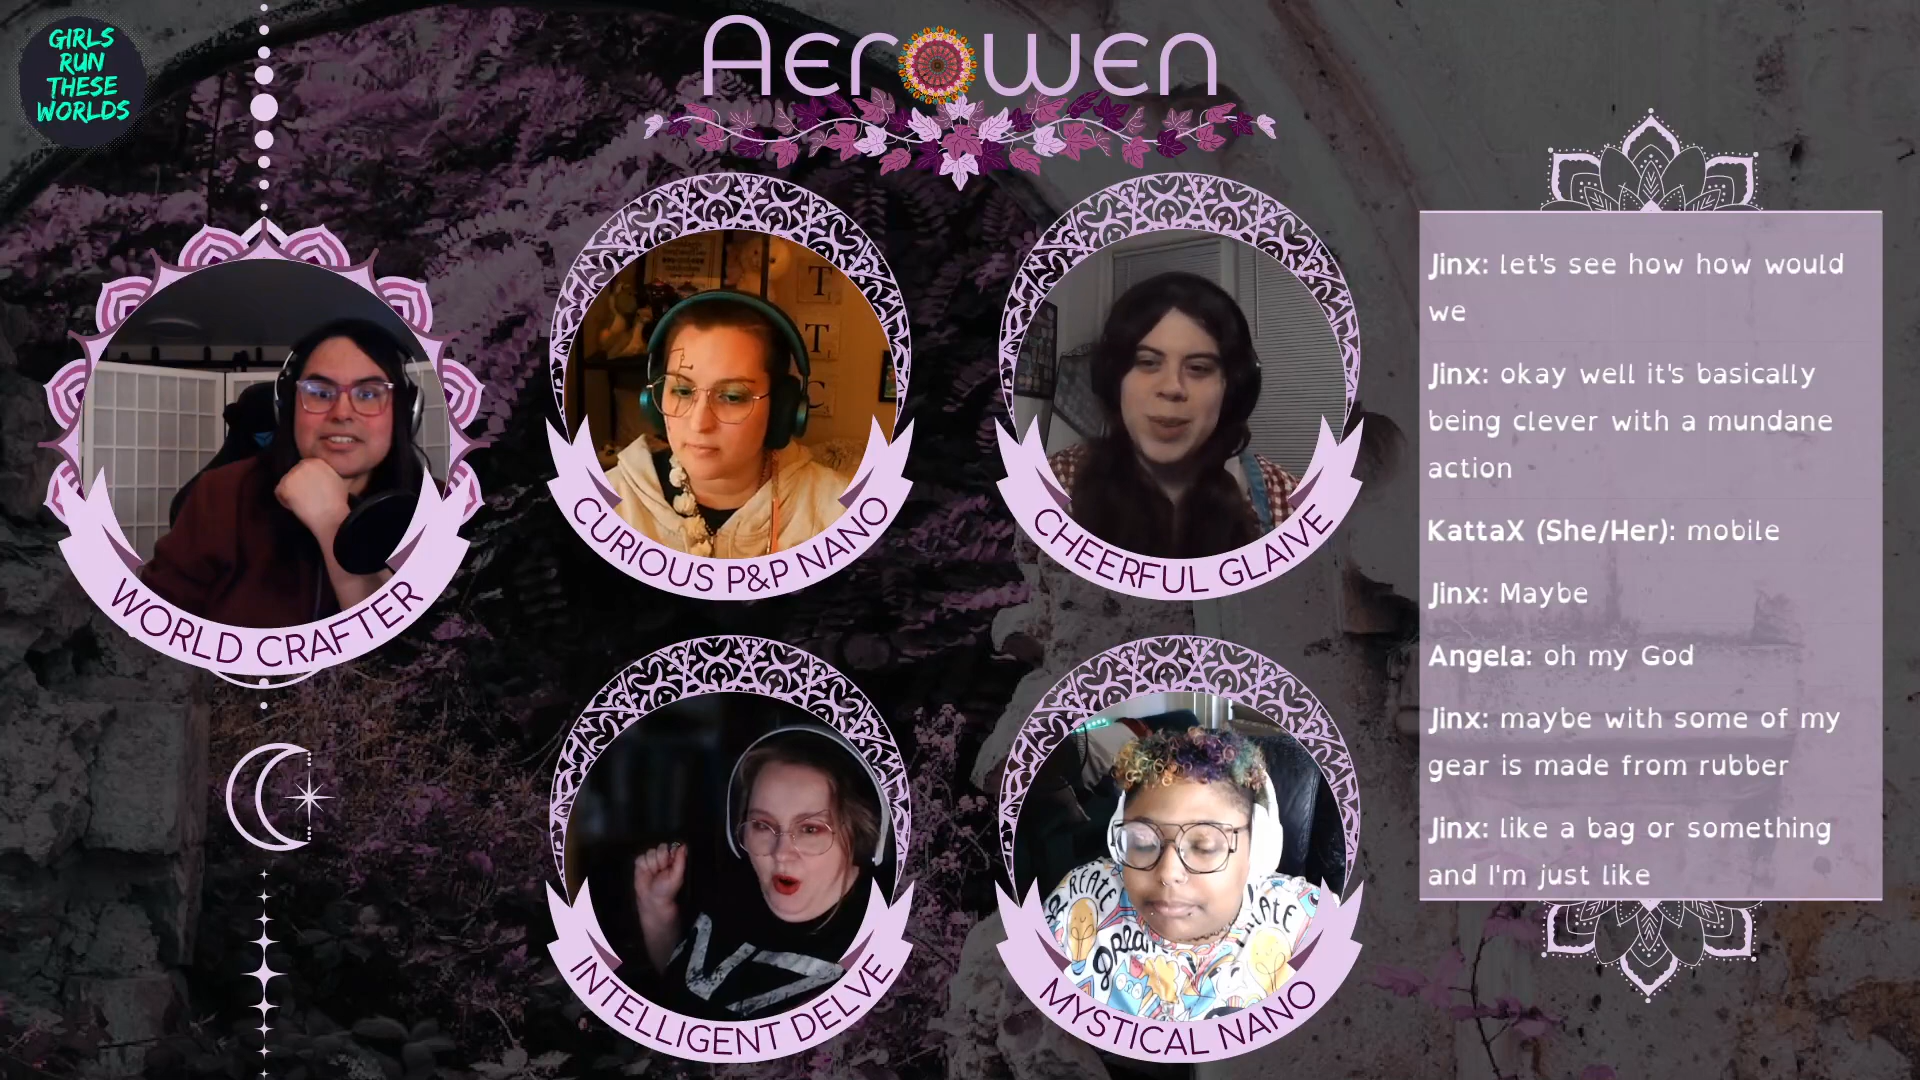 GIRLS
RUN
THESE
WORLDS
Aerowen
WORLD CRAFTER
T
T
C
CURIOUS P&P NANO
CHEERFUL GLAIVE
N7
INTELLIGENT DELVE
CREATE
DREAM
MYSTICAL NANO
Jinx: let's see how how would
we
Jinx: okay well it's basically
being clever with a mundane
action
KattaX (She/Her): mobile
Jinx: Maybe
Angela: oh my God
Jinx: maybe with some of my
gear is made from rubber
Jinx: like a bag or something
and I'm just like